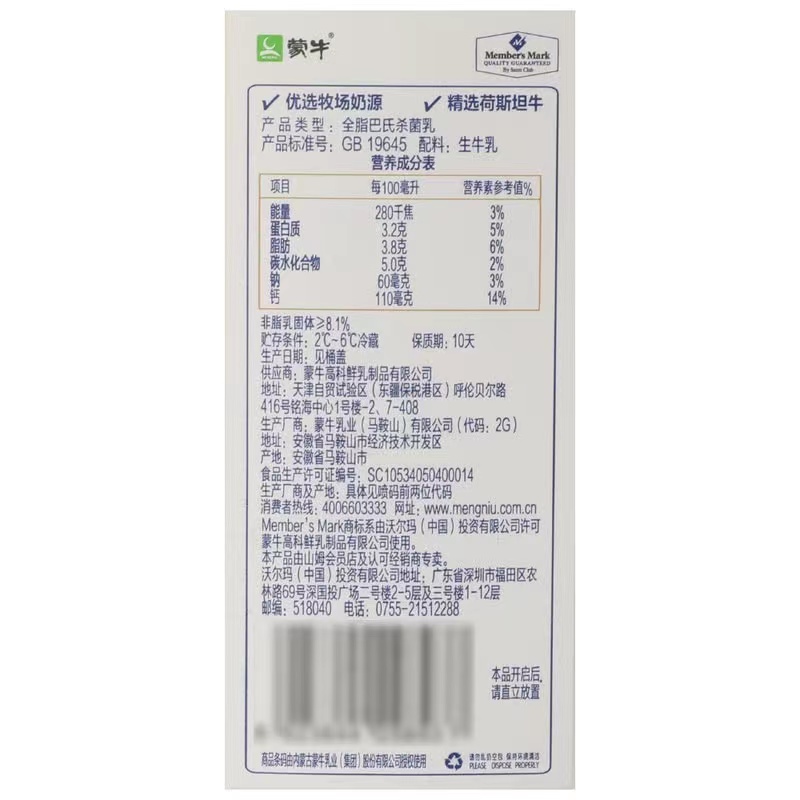 蒙牛®
Member's Mark
QUALITY GUARANTEED
By Sam's Club
✓ 优选牧场奶源 ✓ 精选荷斯坦牛
产品类型：全脂巴氏杀菌乳
产品标准号：GB 19645 配料：生牛乳
营养成分表
项目 每100毫升 营养素参考值%
能量 280千焦 3%
蛋白质 3.2克 5%
脂肪 3.8克 6%
碳水化合物 5.0克 2%
钠 60毫克 3%
钙 110毫克 14%
非脂乳固体≥8.1%
贮存条件：2℃~6℃冷藏 保质期：10天
生产日期：见桶盖
供应商：蒙牛高科鲜乳制品有限公司
地址：天津自贸试验区（东疆保税港区）呼伦贝尔路
416号铭海中心1号楼-2、7-408
生产厂商：蒙牛乳业（马鞍山）有限公司（代码：2G）
地址：安徽省马鞍山市经济技术开发区
产地：安徽省马鞍山市
食品生产许可证编号：SC10534050400014
生产厂商及产地：具体见喷码前两位代码
消费者热线：4006603333 网址：www.mengniu.com.cn
Member's Mark商标系由沃尔玛（中国）投资有限公司许可
蒙牛高科鲜乳制品有限公司使用。
本产品由山姆会员店及认可经销商专卖。
沃尔玛（中国）投资有限公司地址：广东省深圳市福田区农
林路69号深国投广场二号楼2-5层及三号楼1-12层
邮编：518040 电话：0755-21512288
本品开启后，
请直立放置
商品条码由内蒙古蒙牛乳业（集团）股份有限公司授权使用
请勿乱扔空包 保持环境清洁
PLEASE DISPOSE PROPERLY